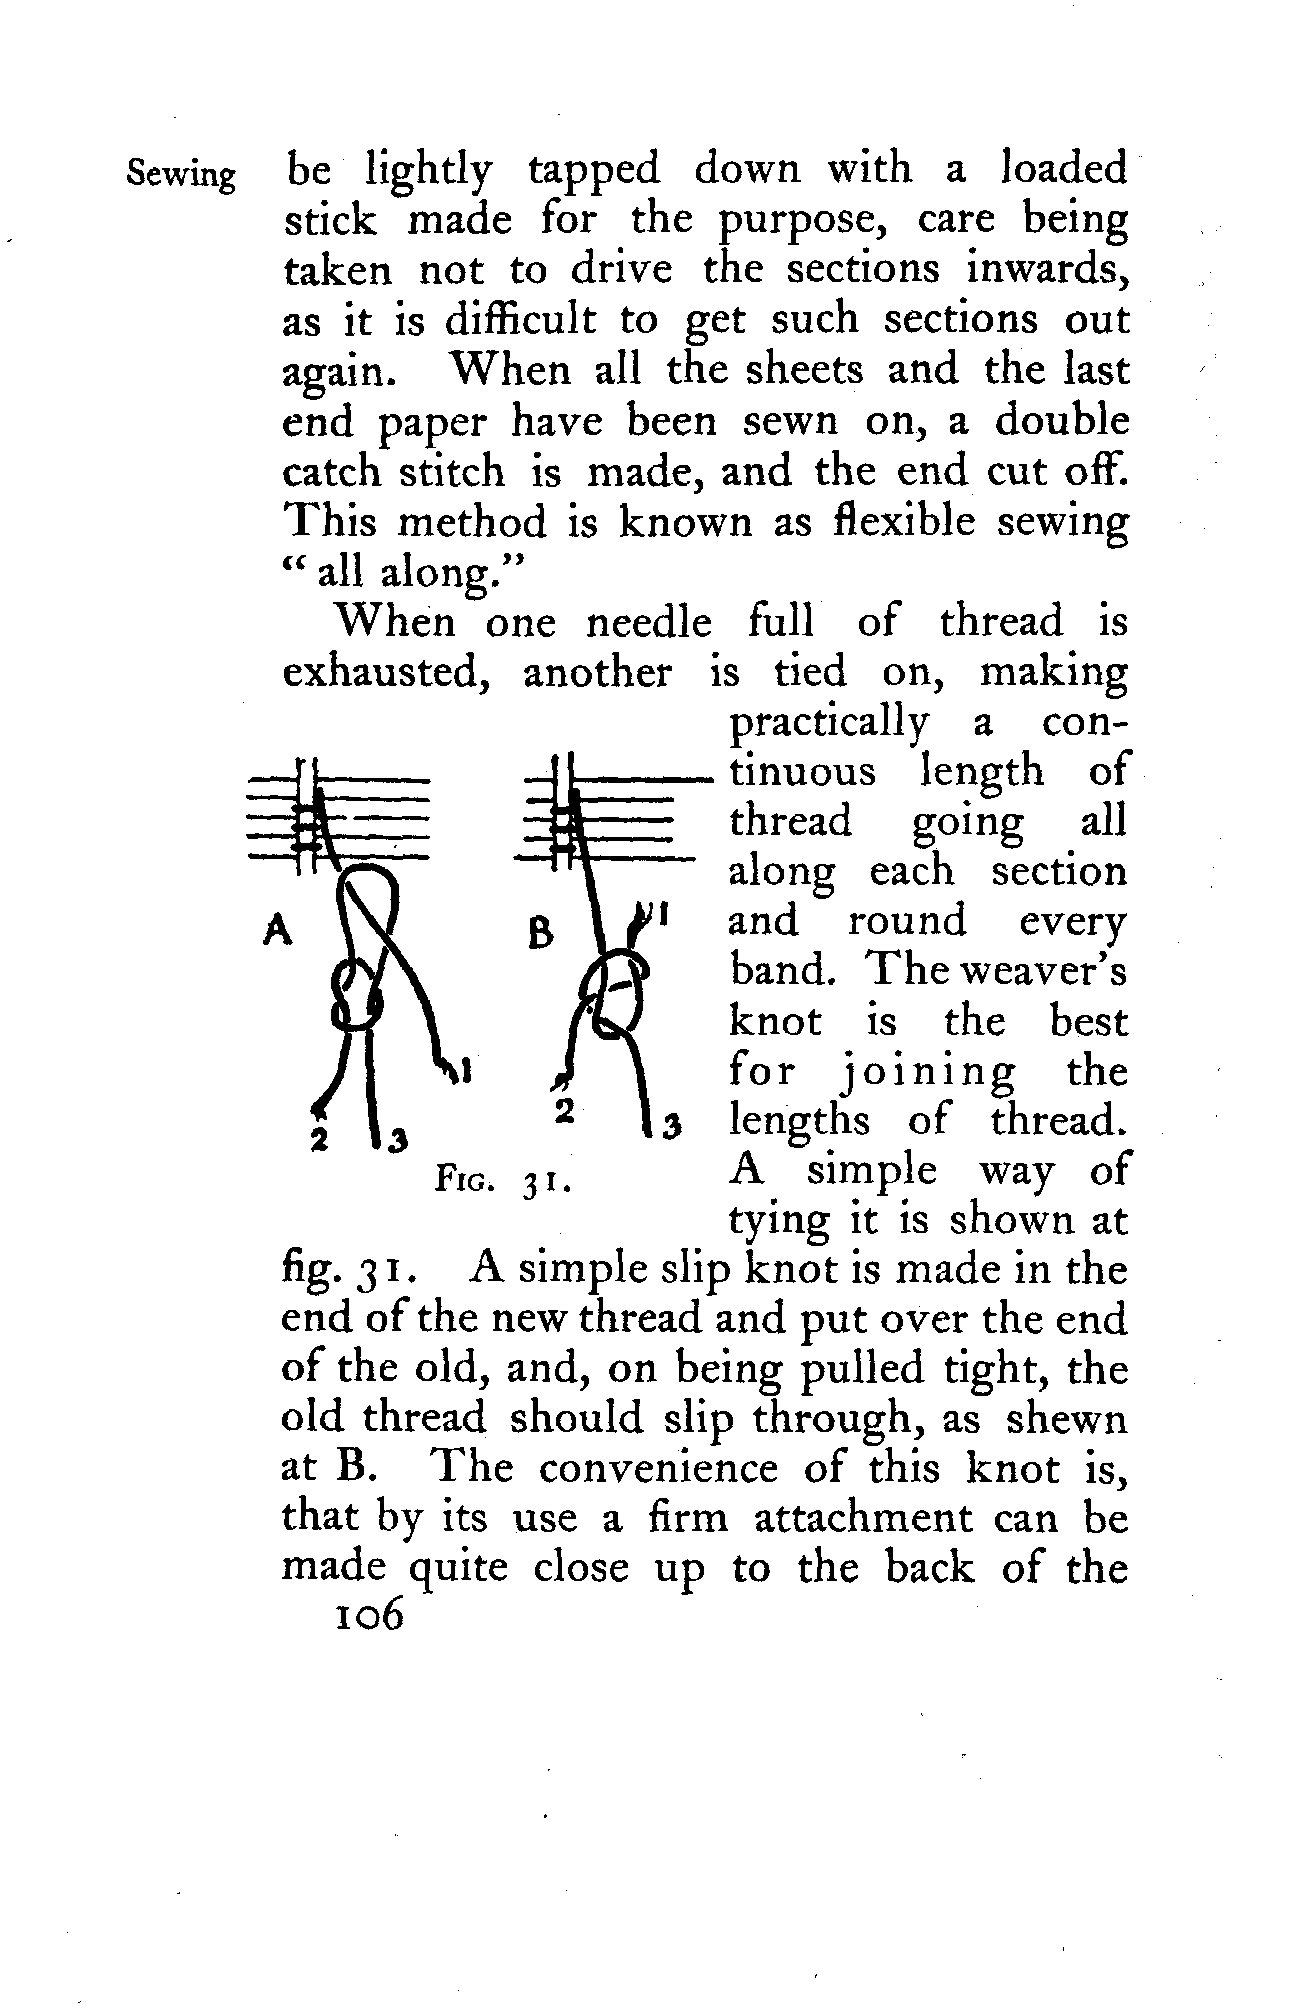 Sewing
be lightly tapped down with a loaded
stick made for the purpose, care being
taken not to drive the sections inwards,
as it is difficult to get such sections out
again. When all the sheets and the last
end paper have been sewn on, a double
catch stitch is made, and the end cut off.
This method is known as flexible sewing
“ all along.”
When one needle full of thread is
exhausted, another is tied on, making
practically a con-
tinuous length of
thread going all
along each section
and round every
band. The weaver’s
knot is the best
for joining the
lengths of thread.
A simple way of
tying it is shown at
A
1
2
3
B
1
2
3
FIG. 31.
fig. 31. A simple slip knot is made in the
end of the new thread and put over the end
of the old, and, on being pulled tight, the
old thread should slip through, as shewn
at B. The convenience of this knot is,
that by its use a firm attachment can be
made quite close up to the back of the
106